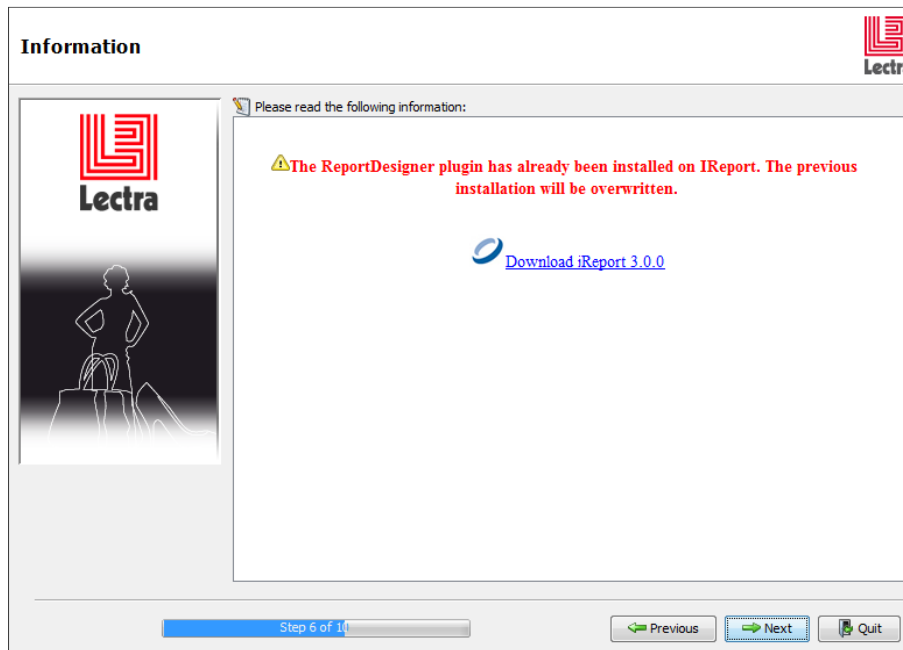 Information
Lectr
Please read the following information:
Lectra
The ReportDesigner plugin has already been installed on IReport. The previous
installation will be overwritten.
Download iReport 3.0.0
Step 6 of 10
Previous
Next
Quit